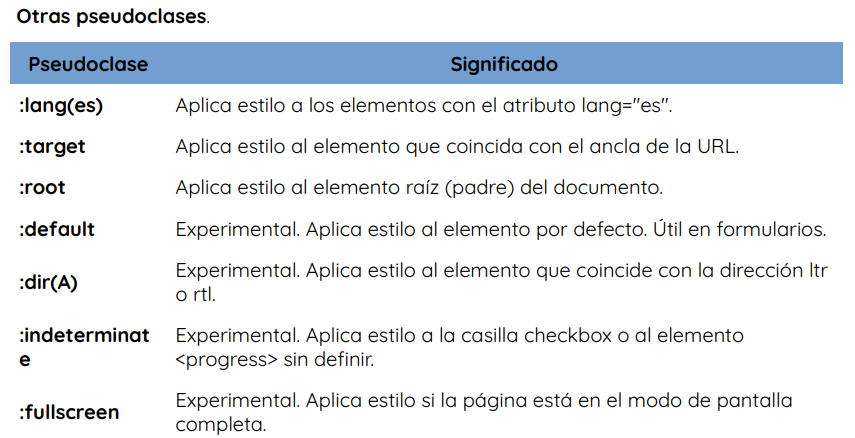 Otras pseudoclases.
Pseudoclase Significado
:lang(es) Aplica estilo a los elementos con el atributo lang="es".
:target Aplica estilo al elemento que coincida con el ancla de la URL.
:root Aplica estilo al elemento raíz (padre) del documento.
:default Experimental. Aplica estilo al elemento por defecto. Útil en formularios.
:dir(A) Experimental. Aplica estilo al elemento que coincide con la dirección ltr
o rtl.
:indeterminat Experimental. Aplica estilo a la casilla checkbox o al elemento
e <progress> sin definir.
:fullscreen Experimental. Aplica estilo si la página está en el modo de pantalla
completa.